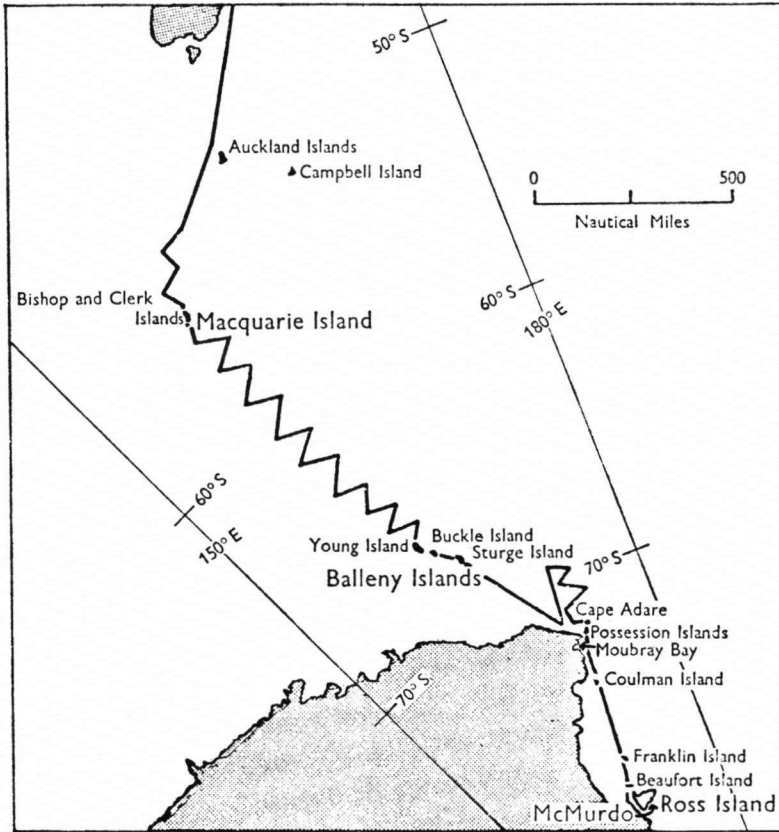 50° S
Auckland Islands
Campbell Island
0 500
Nautical Miles
60° S
180° E
Bishop and Clerk
Islands
Macquarie Island
60° S
150° E
Young Island
Buckle Island
Sturge Island
Balleny Islands
70° S
Cape Adare
Possession Islands
Moubray Bay
Coulman Island
70° S
Franklin Island
Beaufort Island
Ross Island
McMurdo